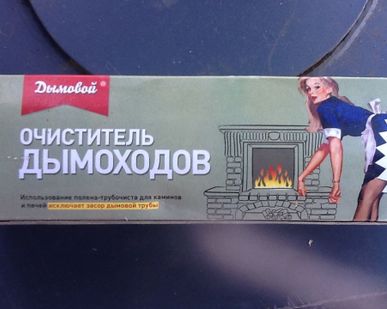 Дымовой®
ОЧИСТИТЕЛЬ
ДЫМОХОДОВ
Использование полена-трубочиста для каминов
и печей исключает засор дымовой трубы